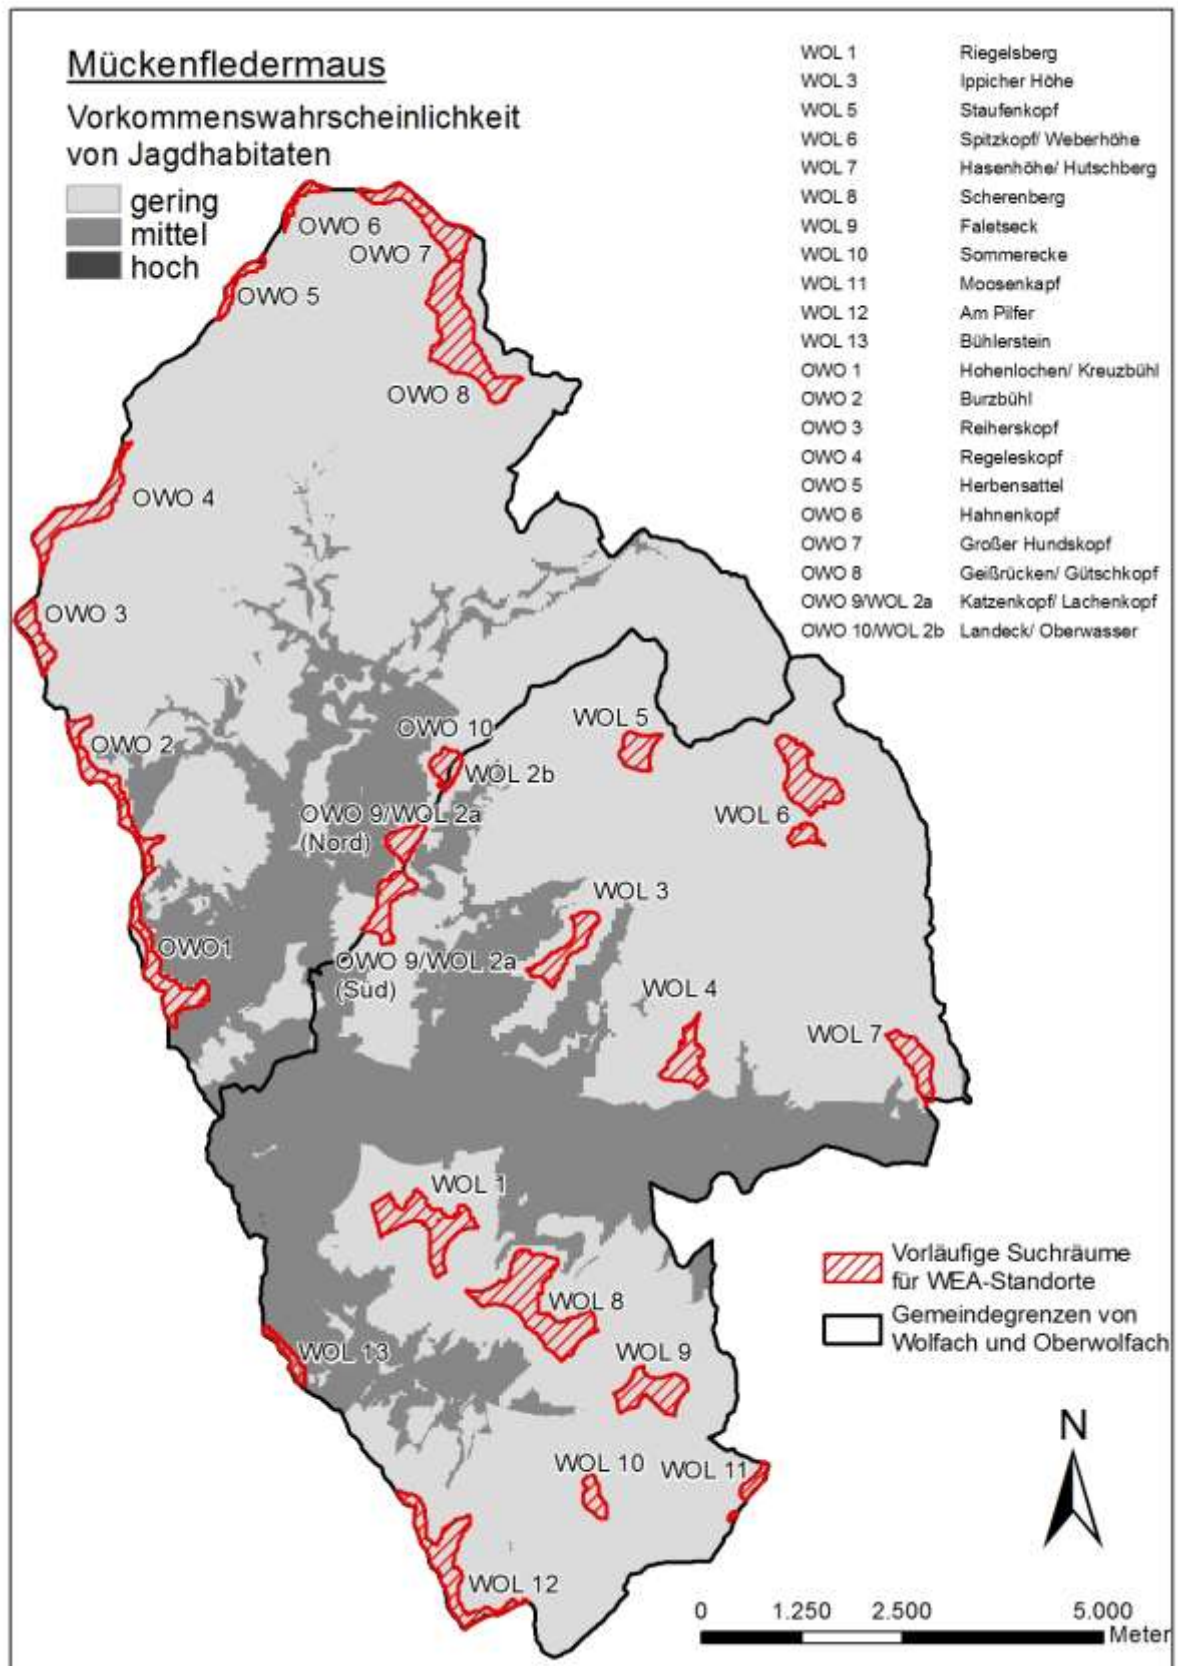 Mückenfledermaus
Vorkommenswahrscheinlichkeit
von Jagdhabitaten
gering
mittel
hoch
WOL 1 Riegelsberg
WOL 3 Ippicher Höhe
WOL 5 Staufenkopf
WOL 6 Spitzkopf/ Weberhöhe
WOL 7 Hasenhöhe/ Hutschberg
WOL 8 Scherenberg
WOL 9 Faletseck
WOL 10 Sommerecke
WOL 11 Moosenkapf
WOL 12 Am Pilfer
WOL 13 Bühlerstein
OWO 1 Hohenlochen/ Kreuzbühl
OWO 2 Burzbühl
OWO 3 Reiherskopf
OWO 4 Regeleskopf
OWO 5 Herbensattel
OWO 6 Hahnenkopf
OWO 7 Großer Hundskopf
OWO 8 Geißrücken/ Gütschkopf
OWO 9/WOL 2a Katzenkopf/ Lachenkopf
OWO 10/WOL 2b Landeck/ Oberwasser
OWO 6
OWO 7
OWO 5
OWO 8
OWO 4
OWO 3
OWO 2
OWO 10
WOL 2b
WOL 5
OWO 9/WOL 2a
(Nord)
WOL 6
WOL 3
OWO1
OWO 9/WOL 2a
(Süd)
WOL 4
WOL 7
WOL 1
WOL 8
WOL 13
WOL 9
WOL 10
WOL 11
WOL 12
Vorläufige Suchräume
für WEA-Standorte
Gemeindegrenzen von
Wolfach und Oberwolfach
N
0 1.250 2.500 5.000
Meter